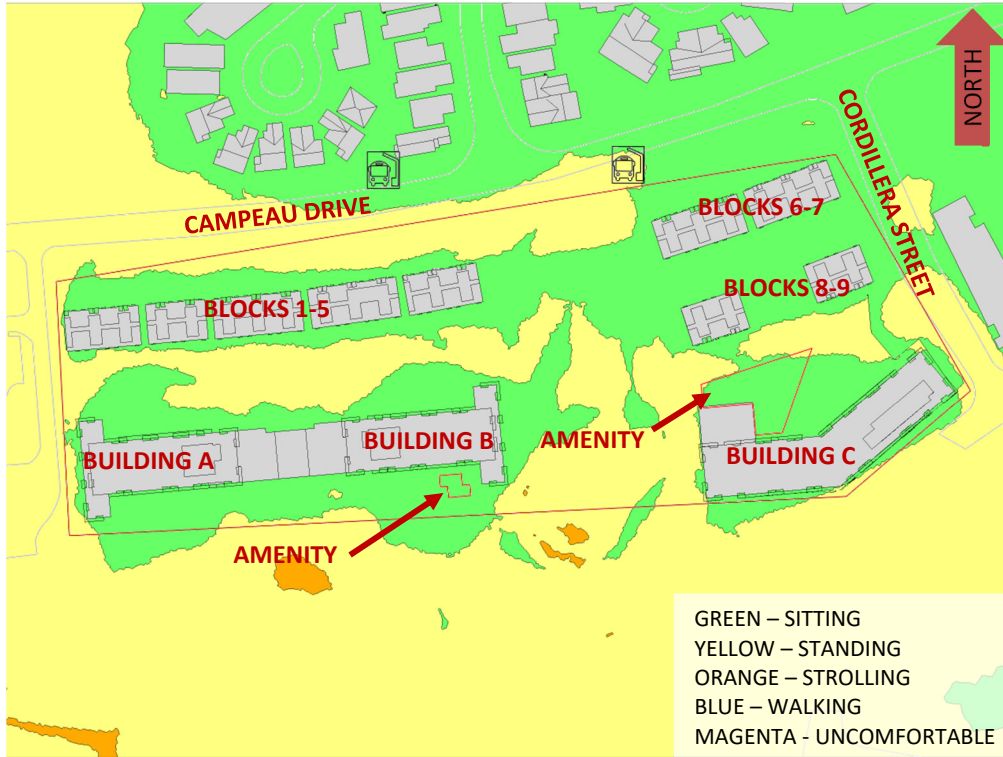 NORTH
CORDILLERA STREET
CAMPEAU DRIVE
BLOCKS 6-7
BLOCKS 8-9
BLOCKS 1-5
AMENITY
BUILDING A
BUILDING B
BUILDING C
AMENITY
GREEN – SITTING
YELLOW – STANDING
ORANGE – STROLLING
BLUE – WALKING
MAGENTA - UNCOMFORTABLE